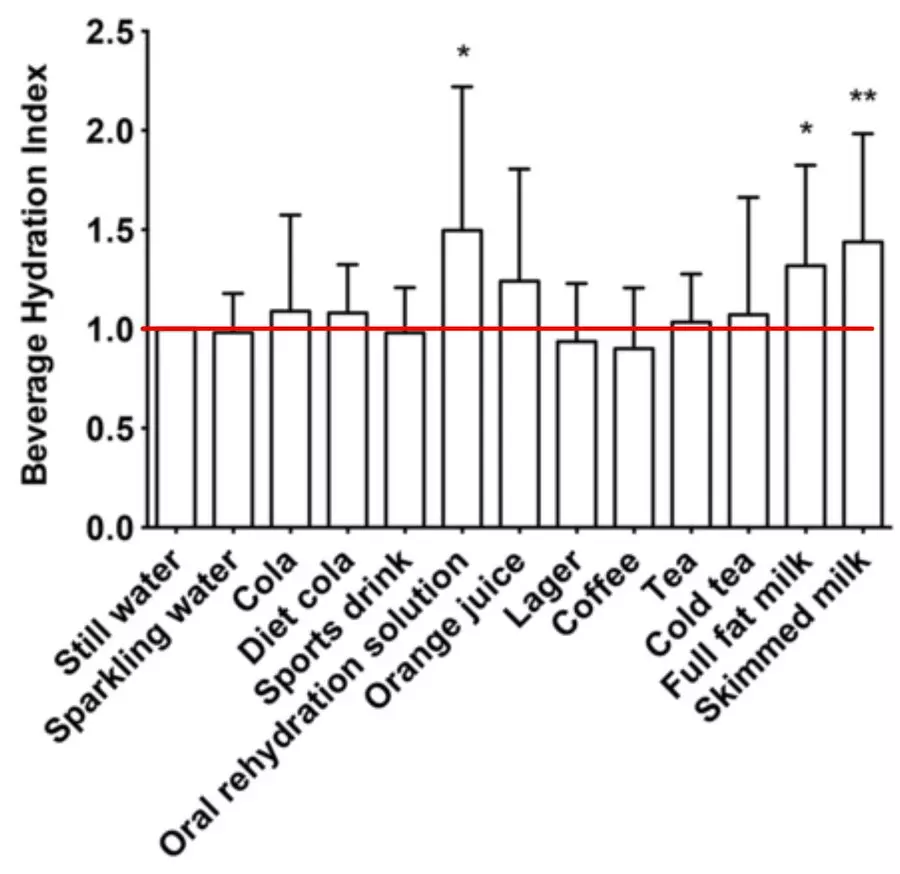 Beverage Hydration Index
2.5
2.0
1.5
1.0
0.5
0.0
*
*
**
Still water
Sparkling water
Cola
Diet cola
Sports drink
Oral rehydration solution
Orange juice
Lager
Coffee
Tea
Cold tea
Full fat milk
Skimmed milk